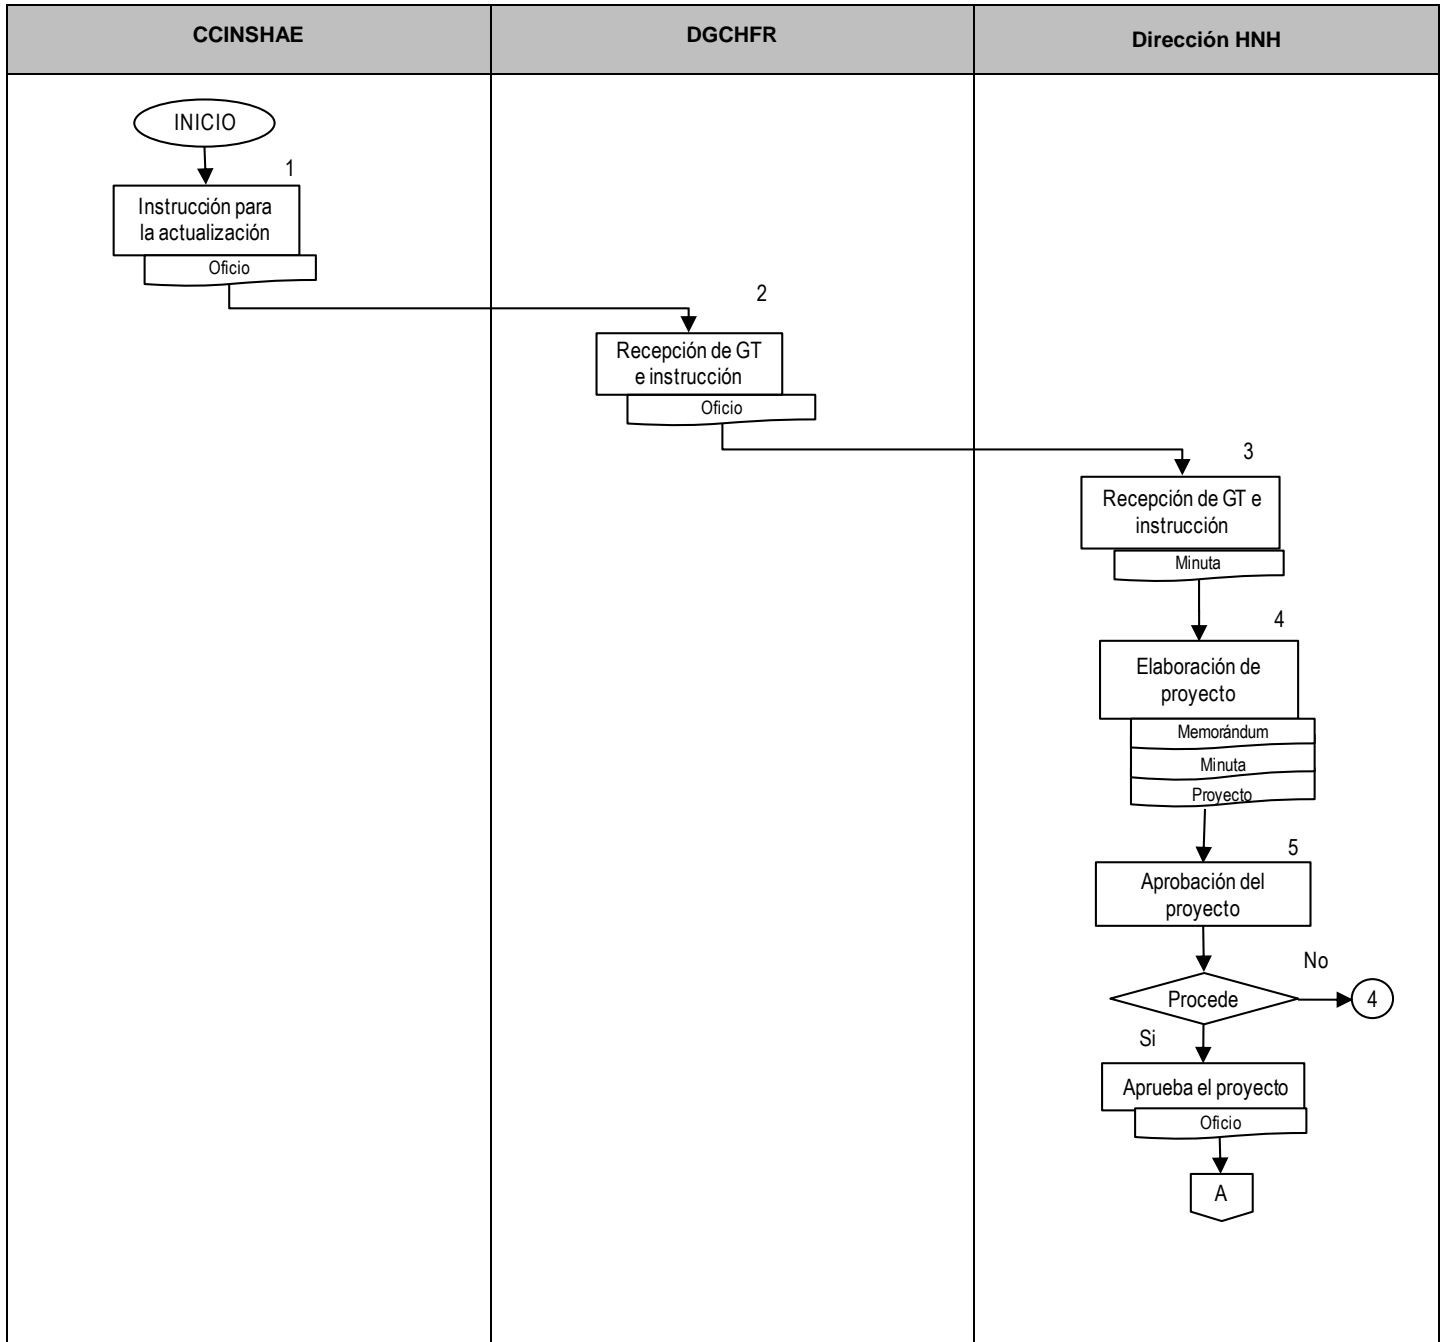 CCINSHAE
DGCHFR
Dirección HNH
INICIO
1
Instrucción para
la actualización
Oficio
2
Recepción de GT
e instrucción
Oficio
3
Recepción de GT e
instrucción
Minuta
4
Elaboración de
proyecto
Memorándum
Minuta
Proyecto
5
Aprobación del
proyecto
No
Procede
4
Si
Aprueba el proyecto
Oficio
A